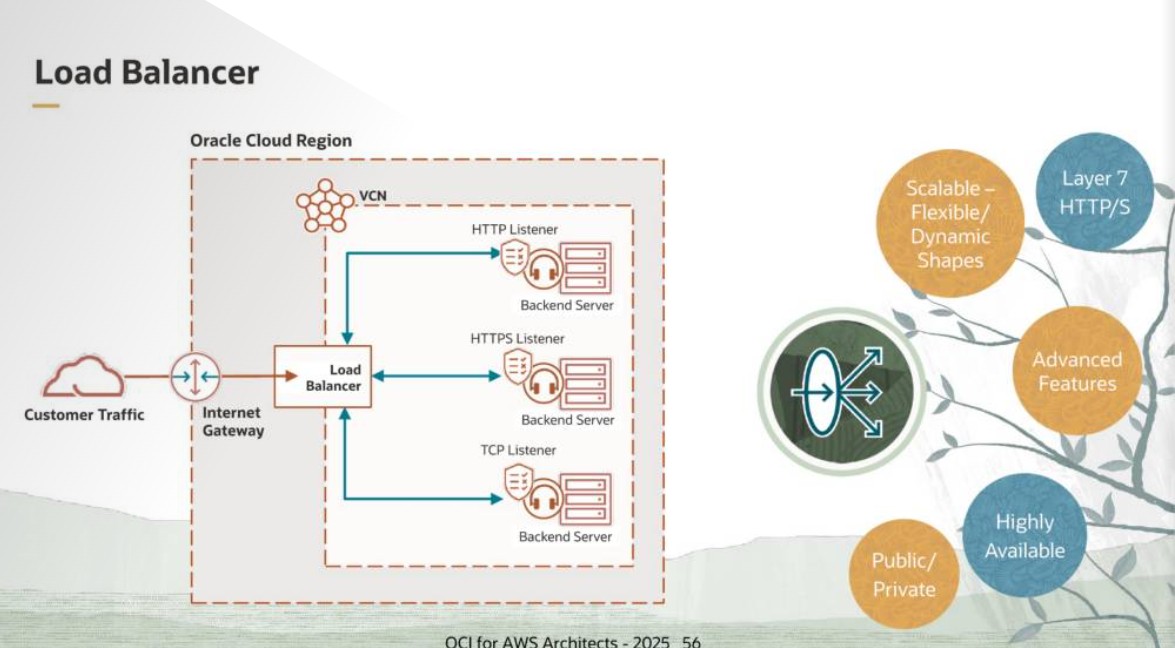 Load Balancer
Oracle Cloud Region
VCN
HTTP Listener
Backend Server
HTTPS Listener
Load
Balancer
Backend Server
Customer Traffic
Internet
Gateway
TCP Listener
Backend Server
Scalable –
Flexible/
Dynamic
Shapes
Layer 7
HTTP/S
Advanced
Features
Highly
Available
Public/
Private
OCI for AWS Architects - 2025 56